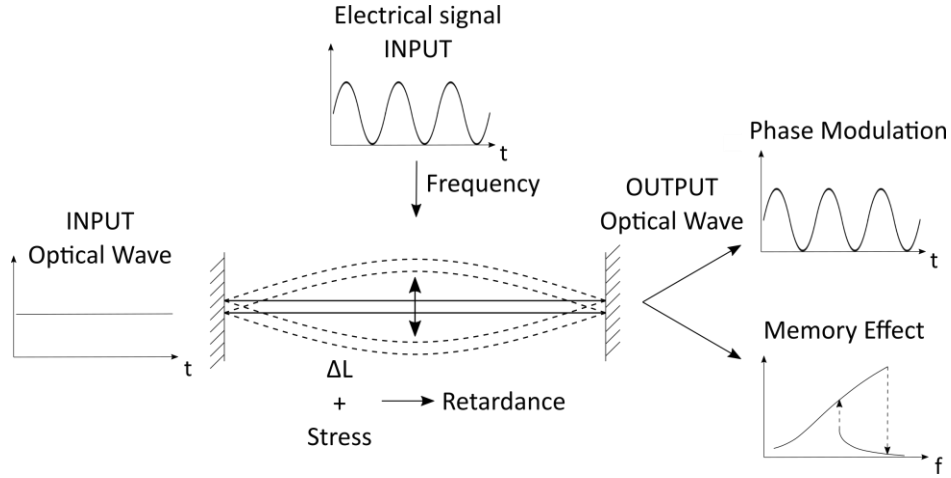 Electrical signal
INPUT
t
Frequency
INPUT
Optical Wave
t
OUTPUT
Optical Wave
Phase Modulation
t
Memory Effect
f
ΔL
+
Stress
Retardance